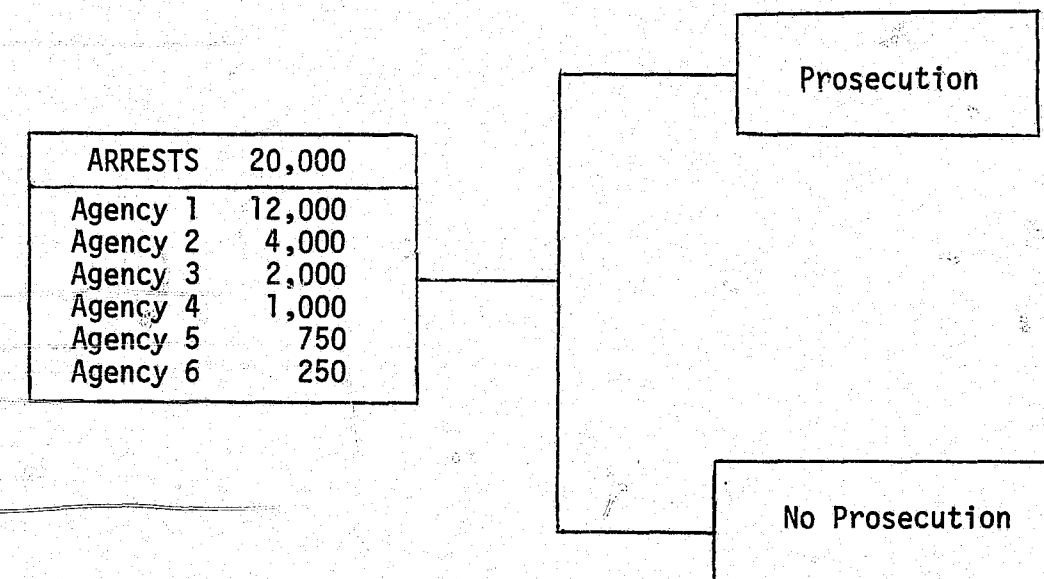 Prosecution
ARRESTS 20,000
Agency 1 12,000
Agency 2 4,000
Agency 3 2,000
Agency 4 1,000
Agency 5 750
Agency 6 250
No Prosecution